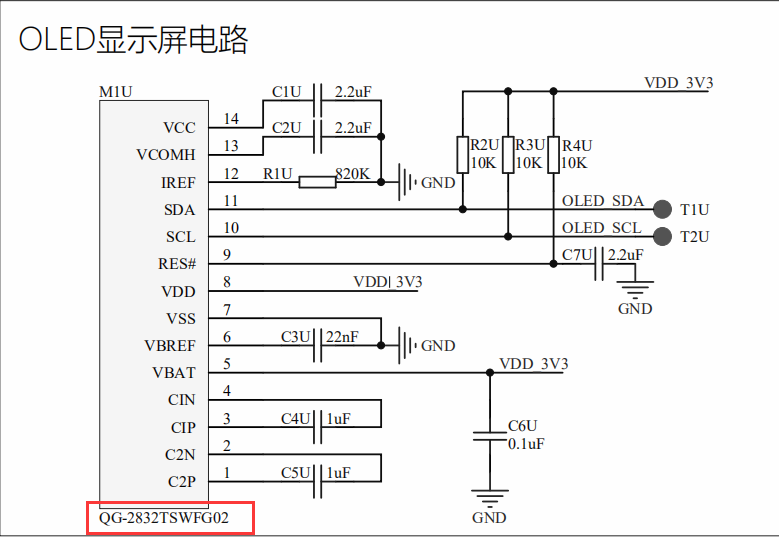 OLED显示屏电路
M1U
VCC 14 C1U 2.2uF
VCOMH 13 C2U 2.2uF
IREF 12 R1U 820K GND
SDA 11 OLED_SDA T1U
SCL 10 OLED_SCL T2U
RES# 9 C7U 2.2uF
GND
VDD 8 VDD_3V3
VSS 7
VBREF 6 C3U 22nF GND
VBAT 5 VDD_3V3
CIN 4
CIP 3 C4U 1uF
C2N 2
C2P 1 C5U 1uF
VDD_3V3
R2U R3U R4U
10K 10K 10K
C6U
0.1uF
GND
QG-2832TSWFG02